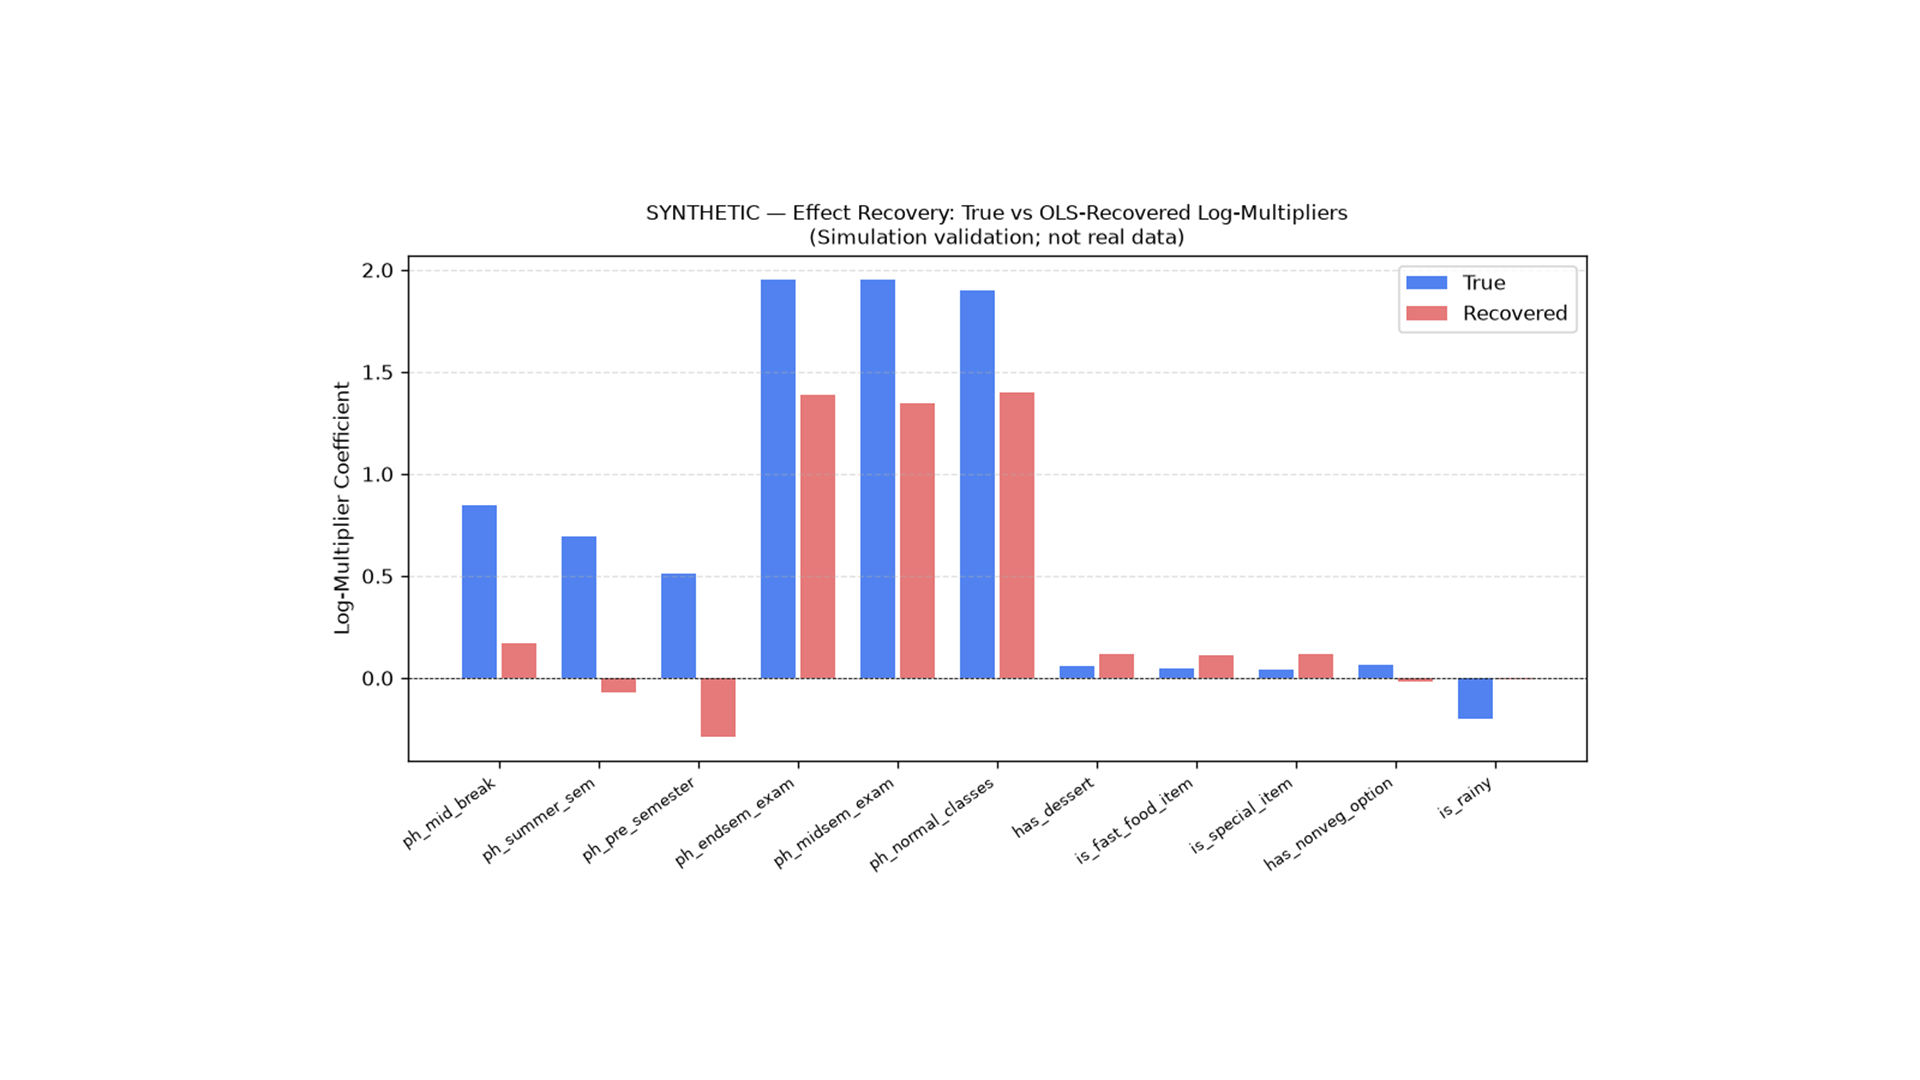 SYNTHETIC — Effect Recovery: True vs OLS-Recovered Log-Multipliers
(Simulation validation; not real data)
Log-Multiplier Coefficient
2.0
1.5
1.0
0.5
0.0
True
Recovered
ph_mid_break
ph_summer_sem
ph_pre_semester
ph_endsem_exam
ph_midsem_exam
ph_normal_classes
has_dessert
is_fast_food_item
is_special_item
has_nonveg_option
is_rainy